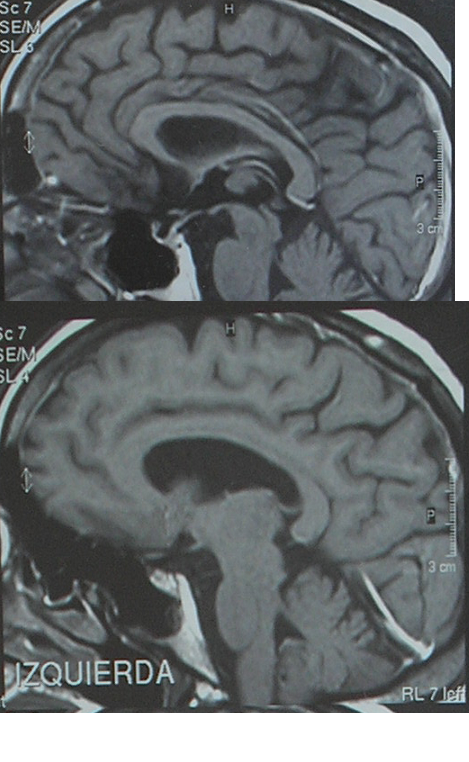 Sc 7
SE/M
SL 3
H
P
3 cm
Sc 7
SE/M
SL 4
H
P
3 cm
IZQUIERDA
RL 7 left